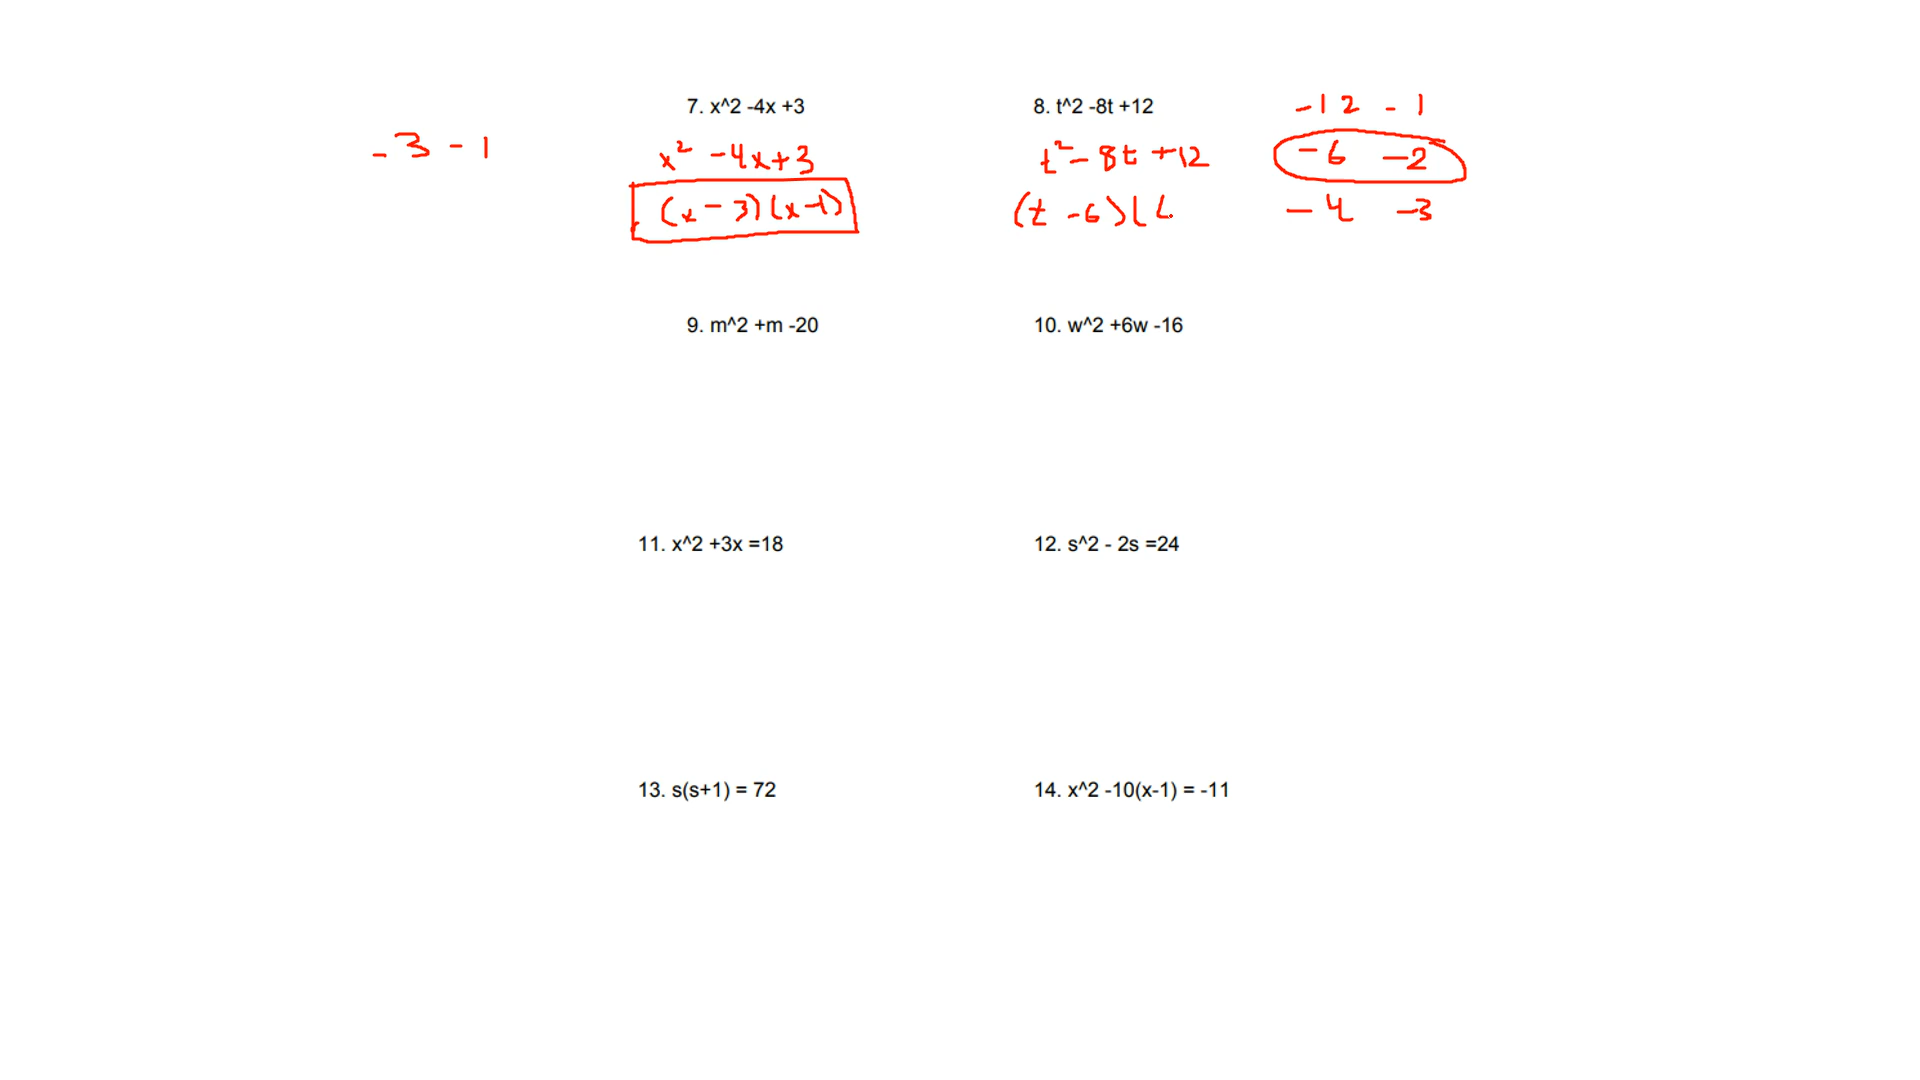 7. x^2 -4x +3
8. t^2 -8t +12
-12 -1
-3 -1
x² -4x+3
t² - 8t +12
-6 -2
(x - 3)(x-1)
(t -6)(
-4 -3
9. m^2 +m -20
10. w^2 +6w -16
11. x^2 +3x =18
12. s^2 - 2s =24
13. s(s+1) = 72
14. x^2 -10(x-1) = -11